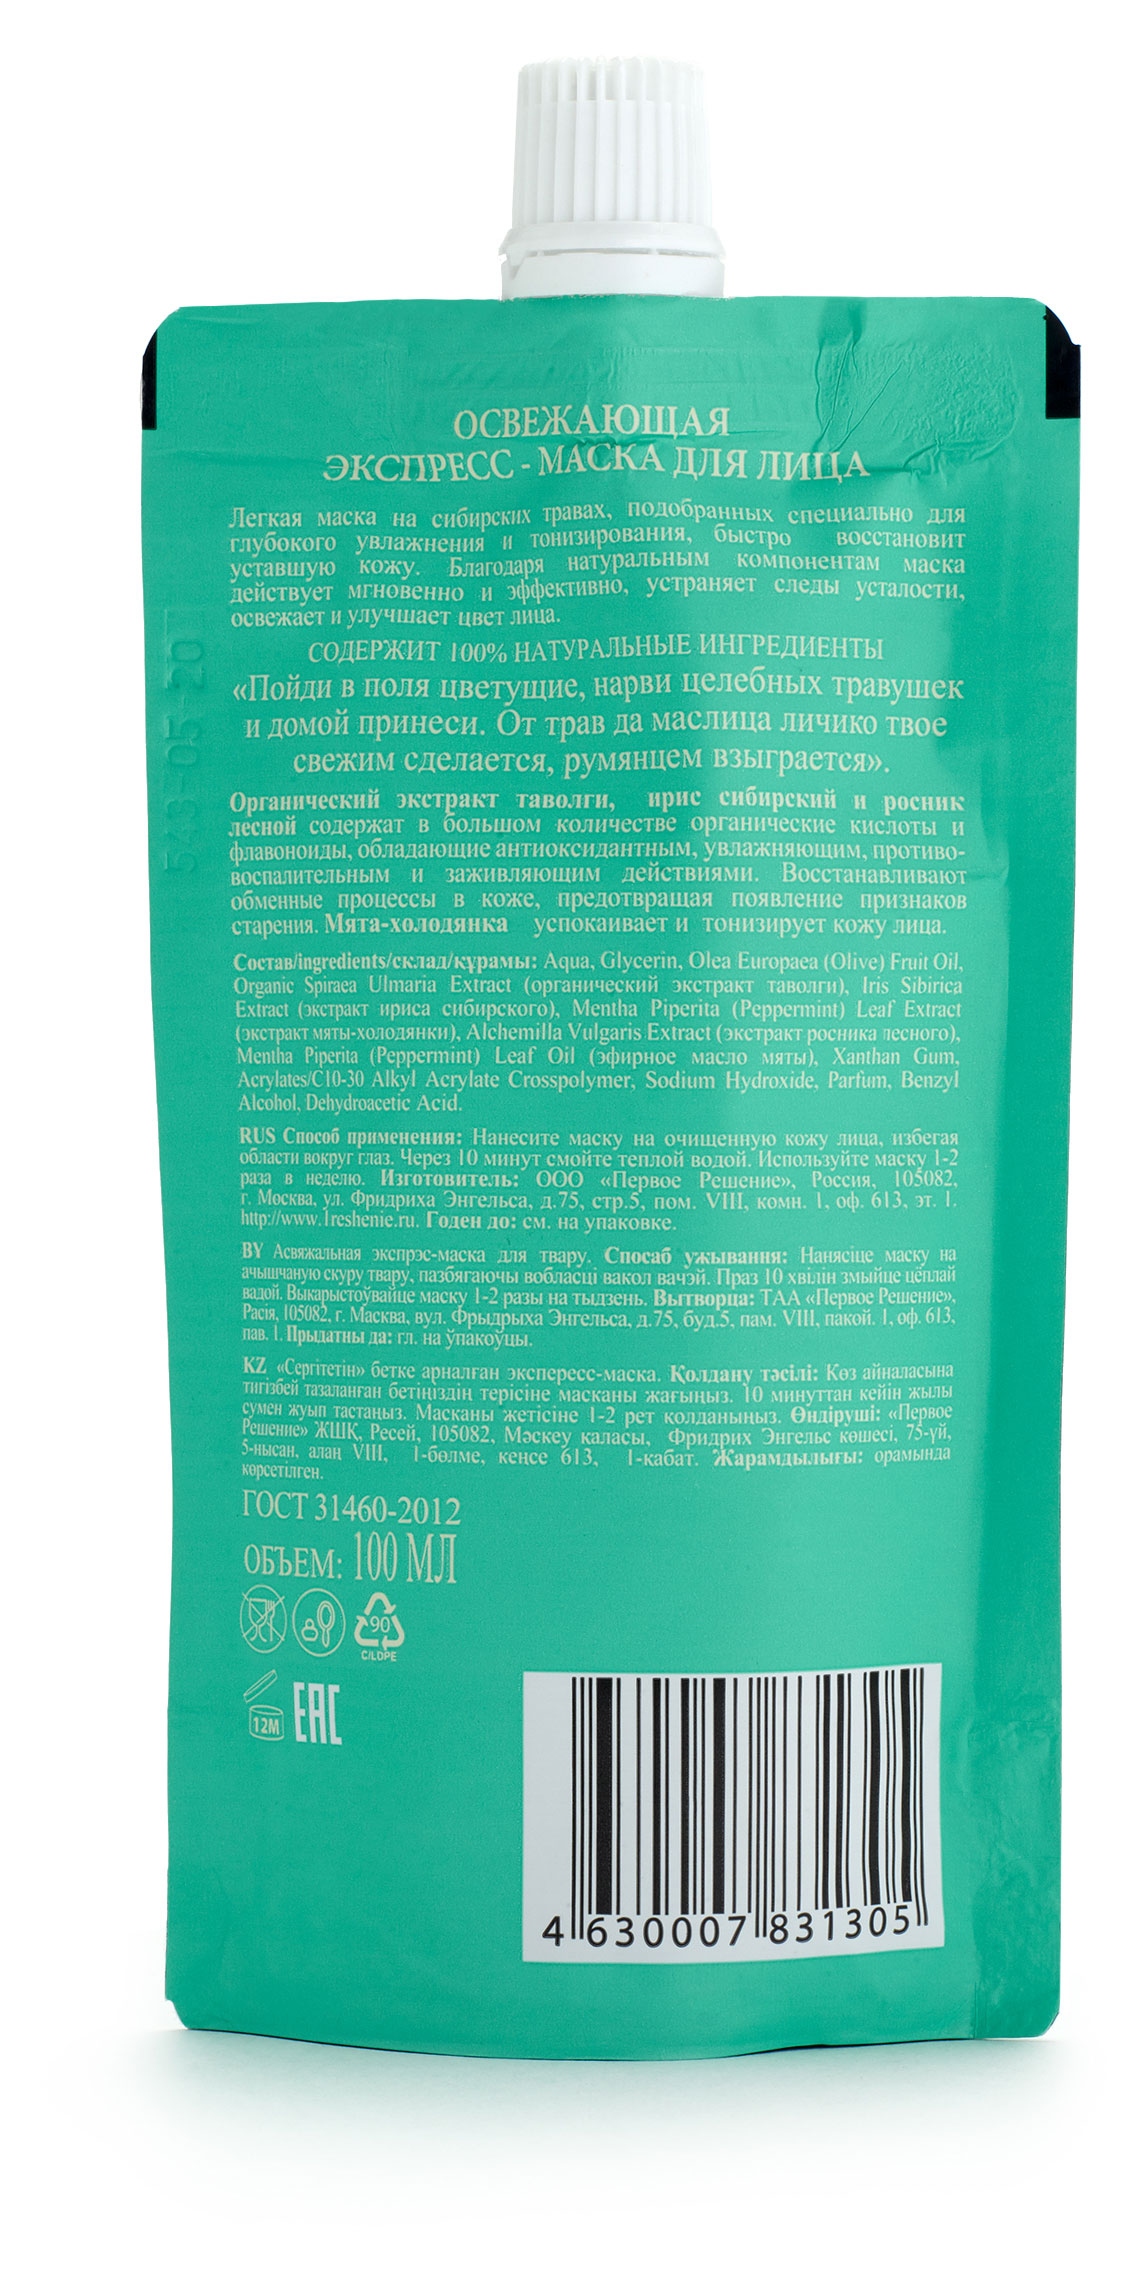 ОСВЕЖАЮЩАЯ
ЭКСПРЕСС - МАСКА ДЛЯ ЛИЦА
Легкая маска на сибирских травах, подобранных специально для
глубокого увлажнения и тонизирования, быстро восстановит
уставшую кожу. Благодаря натуральным компонентам маска
действует мгновенно и эффективно, устраняет следы усталости,
освежает и улучшает цвет лица.
СОДЕРЖИТ 100% НАТУРАЛЬНЫЕ ИНГРЕДИЕНТЫ
«Пойди в поля цветущие, нарви целебных травушек
и домой принеси. От трав да маслица личико твое
свежим сделается, румянцем взыграется».
Органический экстракт таволги, ирис сибирский и росник
лесной содержат в большом количестве органические кислоты и
флавоноиды, обладающие антиоксидантным, увлажняющим, противо-
воспалительным и заживляющим действиями. Восстанавливают
обменные процессы в коже, предотвращая появление признаков
старения. Мята-холодянка успокаивает и тонизирует кожу лица.
Состав/ingredients/склад/құрамы: Aqua, Glycerin, Olea Europaea (Olive) Fruit Oil,
Organic Spiraea Ulmaria Extract (органический экстракт таволги), Iris Sibirica
Extract (экстракт ириса сибирского), Mentha Piperita (Peppermint) Leaf Extract
(экстракт мяты-холодянки), Alchemilla Vulgaris Extract (экстракт росника лесного),
Mentha Piperita (Peppermint) Leaf Oil (эфирное масло мяты), Xanthan Gum,
Acrylates/C10-30 Alkyl Acrylate Crosspolymer, Sodium Hydroxide, Parfum, Benzyl
Alcohol, Dehydroacetic Acid.
RUS Способ применения: Нанесите маску на очищенную кожу лица, избегая
области вокруг глаз. Через 10 минут смойте теплой водой. Используйте маску 1-2
раза в неделю. Изготовитель: ООО «Первое Решение», Россия, 105082,
г. Москва, ул. Фридриха Энгельса, д.75, стр.5, пом. VIII, комн. 1, оф. 613, эт. 1.
http://www.1reshenie.ru. Годен до: см. на упаковке.
BY Асвяжальная экспрэс-маска для твару. Спосаб ужывання: Нанясіце маску на
ачышчаную скуру твару, пазбягаючы вобласці вакол вачэй. Праз 10 хвілін змыйце цёплай
вадой. Выкарыстоўвайце маску 1-2 разы на тыдзень. Вытворца: ТАА «Первое Решение»,
Расія, 105082, г. Масква, вул. Фрыдрыха Энгельса, д.75, буд.5, пам. VIII, пакой. 1, оф. 613,
пав. 1. Прыдатны да: гл. на ўпакоўцы.
KZ «Сергітетін» бетке арналған экспересс-маска. Қолдану тәсілі: Көз айналасына
тигізбей тазаланған бетіңіздің терісіне масканы жағыңыз. 10 минуттан кейін жылы
сумен жуып тастаңыз. Масканы жетісіне 1-2 рет қолданыңыз. Өндіруші: «Первое
Решение» ЖШҚ, Ресей, 105082, Мәскеу қаласы, Фридрих Энгельс көшесі, 75-үй,
5-нысан, алаң VIII, 1-бөлме, кеңсе 613, 1-қабат. Жарамдылығы: орамында
көрсетілген.
ГОСТ 31460-2012
ОБЪЕМ: 100 МЛ
90
C/LDPE
12M EAC
4 630007 831305
543 05 20